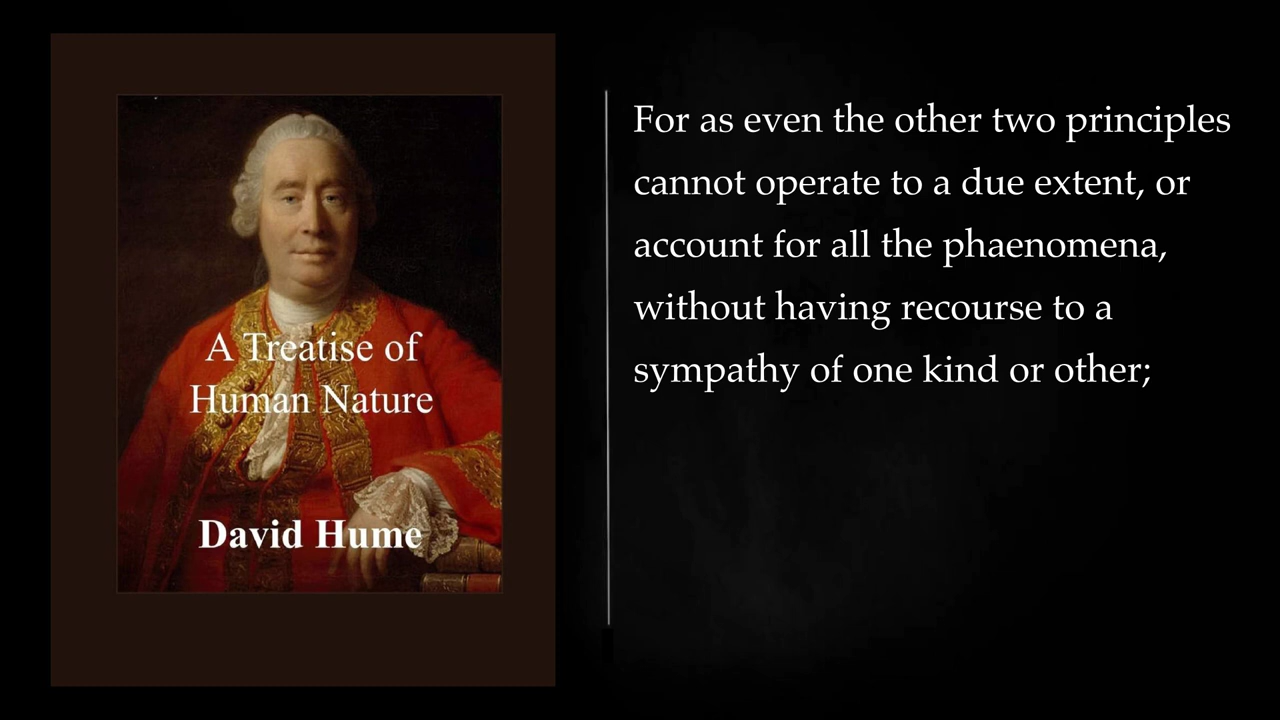 A Treatise of
Human Nature
David Hume
For as even the other two principles
cannot operate to a due extent, or
account for all the phaenomena,
without having recourse to a
sympathy of one kind or other;